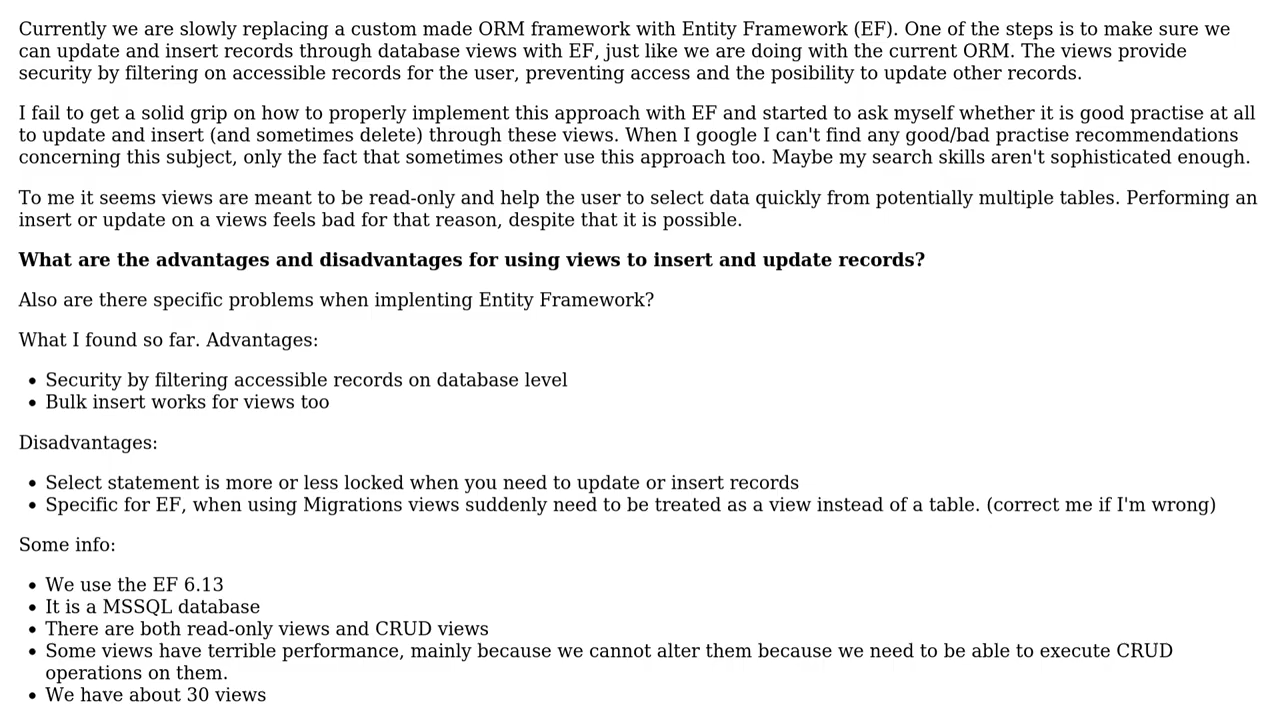 Currently we are slowly replacing a custom made ORM framework with Entity Framework (EF). One of the steps is to make sure we
can update and insert records through database views with EF, just like we are doing with the current ORM. The views provide
security by filtering on accessible records for the user, preventing access and the posibility to update other records.
I fail to get a solid grip on how to properly implement this approach with EF and started to ask myself whether it is good practise at all
to update and insert (and sometimes delete) through these views. When I google I can't find any good/bad practise recommendations
concerning this subject, only the fact that sometimes other use this approach too. Maybe my search skills aren't sophisticated enough.
To me it seems views are meant to be read-only and help the user to select data quickly from potentially multiple tables. Performing an
insert or update on a views feels bad for that reason, despite that it is possible.
What are the advantages and disadvantages for using views to insert and update records?
Also are there specific problems when implenting Entity Framework?
What I found so far. Advantages:
• Security by filtering accessible records on database level
• Bulk insert works for views too
Disadvantages:
• Select statement is more or less locked when you need to update or insert records
• Specific for EF, when using Migrations views suddenly need to be treated as a view instead of a table. (correct me if I'm wrong)
Some info:
• We use the EF 6.13
• It is a MSSQL database
• There are both read-only views and CRUD views
• Some views have terrible performance, mainly because we cannot alter them because we need to be able to execute CRUD
operations on them.
• We have about 30 views